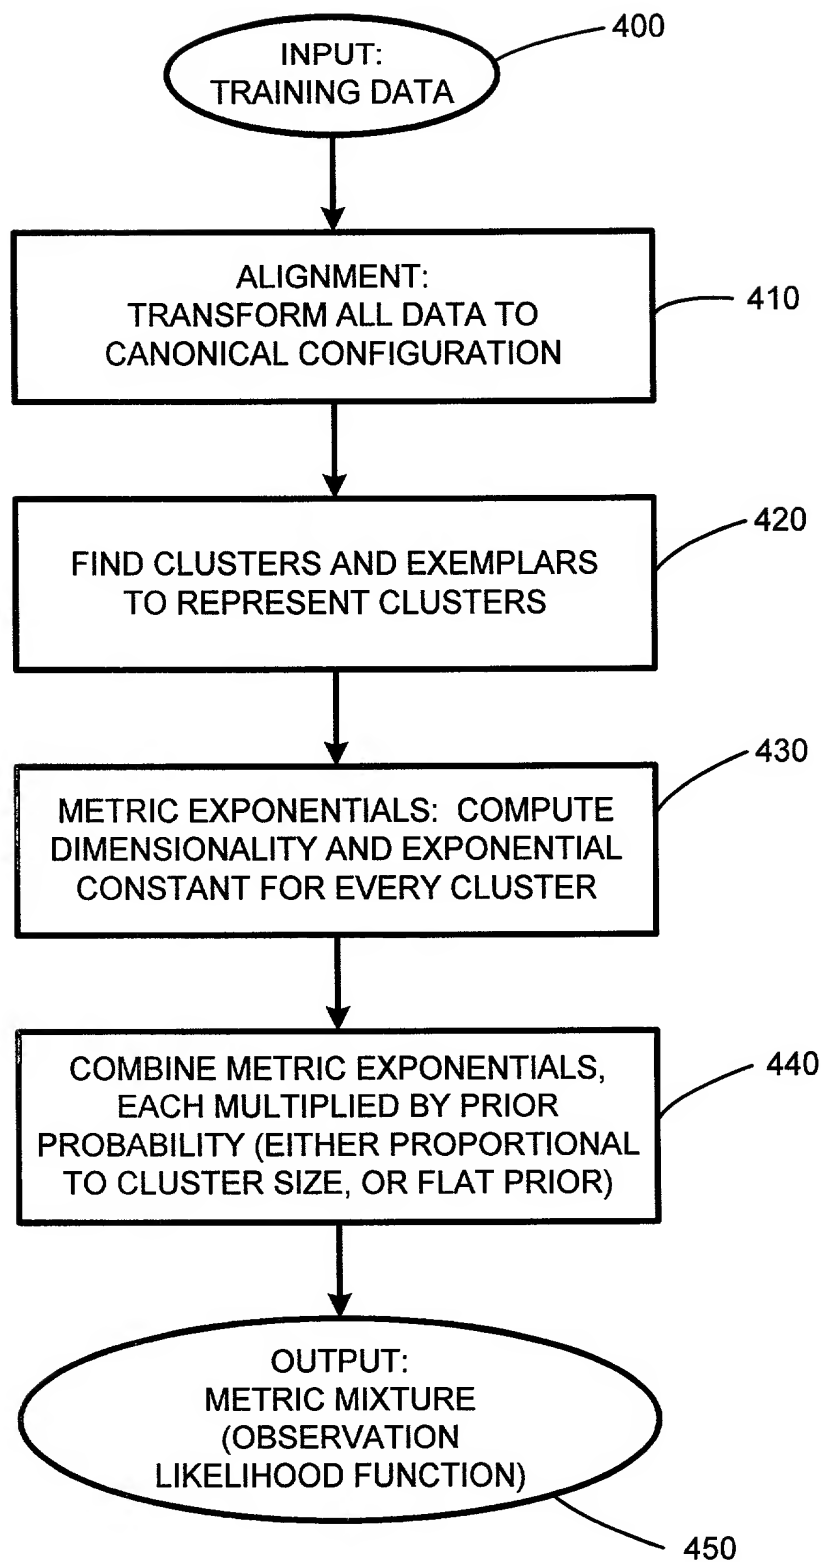 INPUT:
TRAINING DATA
400
ALIGNMENT:
TRANSFORM ALL DATA TO
CANONICAL CONFIGURATION
410
FIND CLUSTERS AND EXEMPLARS
TO REPRESENT CLUSTERS
420
METRIC EXPONENTIALS: COMPUTE
DIMENSIONALITY AND EXPONENTIAL
CONSTANT FOR EVERY CLUSTER
430
COMBINE METRIC EXPONENTIALS,
EACH MULTIPLIED BY PRIOR
PROBABILITY (EITHER PROPORTIONAL
TO CLUSTER SIZE, OR FLAT PRIOR)
440
OUTPUT:
METRIC MIXTURE
(OBSERVATION
LIKELIHOOD FUNCTION)
450